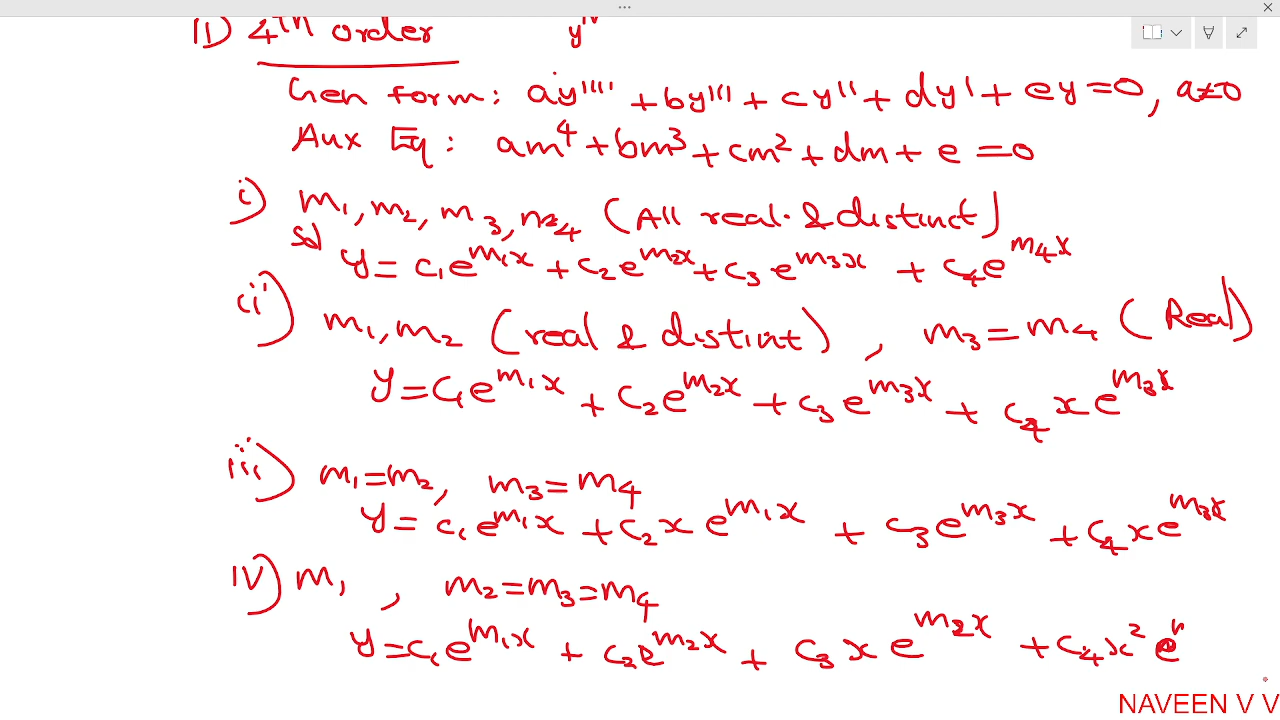 II) 4th order y^IV
Gen form: ay'''' + by''' + cy'' + dy' + ey = 0, a≠0
Aux Eq: am⁴ + bm³ + cm² + dm + e = 0
i) m₁, m₂, m₃, m₄ (All real & distinct)
Sol y = c₁e^{m₁x} + c₂e^{m₂x} + c₃e^{m₃x} + c₄e^{m₄x}
ii) m₁, m₂ (real & distint), m₃ = m₄ (Real)
y = c₁e^{m₁x} + c₂e^{m₂x} + c₃e^{m₃x} + c₄xe^{m₃x}
iii) m₁ = m₂, m₃ = m₄
y = c₁e^{m₁x} + c₂xe^{m₁x} + c₃e^{m₃x} + c₄xe^{m₃x}
IV) m₁, m₂ = m₃ = m₄
y = c₁e^{m₁x} + c₂e^{m₂x} + c₃xe^{m₂x} + c₄x²e
NAVEEN V V